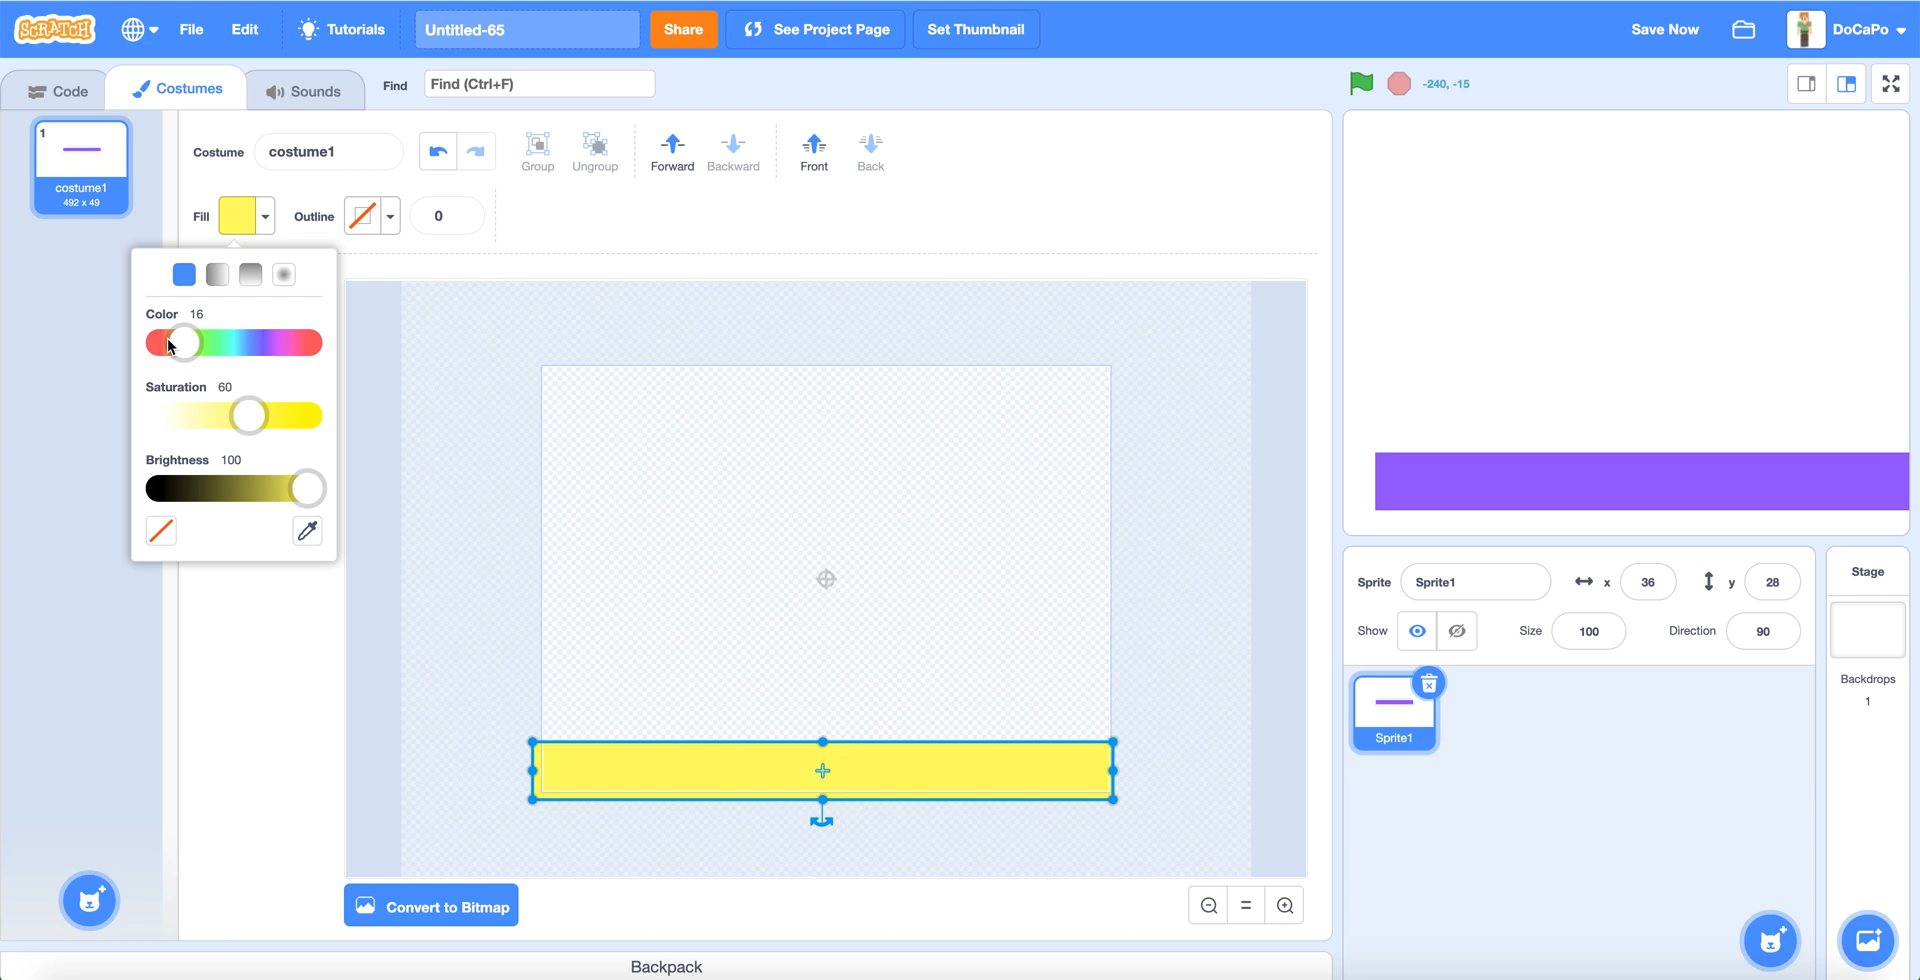 SCRATCH File Edit Tutorials Untitled-65 Share See Project Page Set Thumbnail Save Now DoCaPo
Code Costumes Sounds Find Find (Ctrl+F) -240, -15
1
costume1
492 x 49
Costume costume1 Group Ungroup Forward Backward Front Back
Fill Outline 0
Color 16
Saturation 60
Brightness 100
Convert to Bitmap
Backpack
Sprite Sprite1 x 36 y 28
Show Size 100 Direction 90
Sprite1
Stage
Backdrops
1